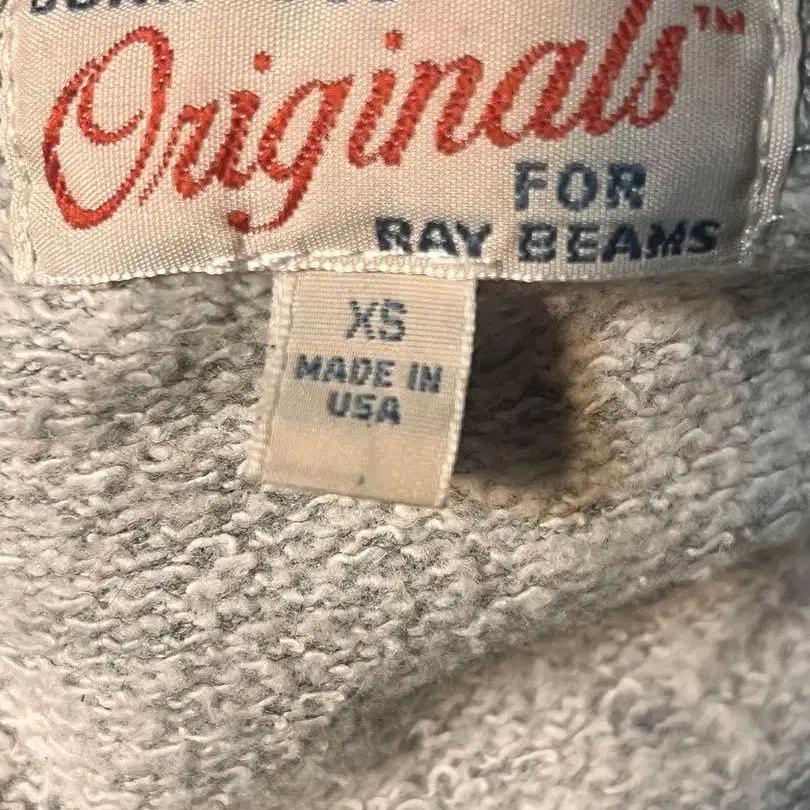 Originals™
FOR
RAY BEAMS
XS
MADE IN
USA